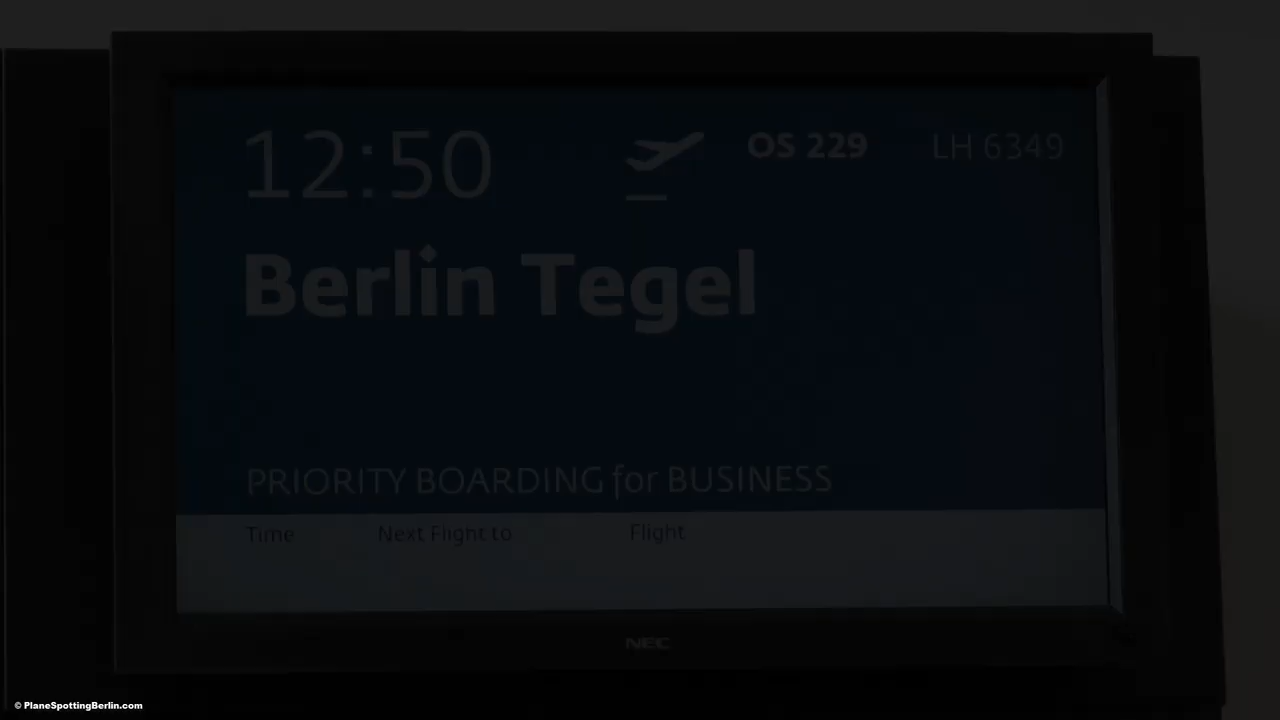 12:50 OS 229 LH 6349
Berlin Tegel
PRIORITY BOARDING for BUSINESS
Time Next Flight to Flight
NEC
© PlaneSpottingBerlin.com